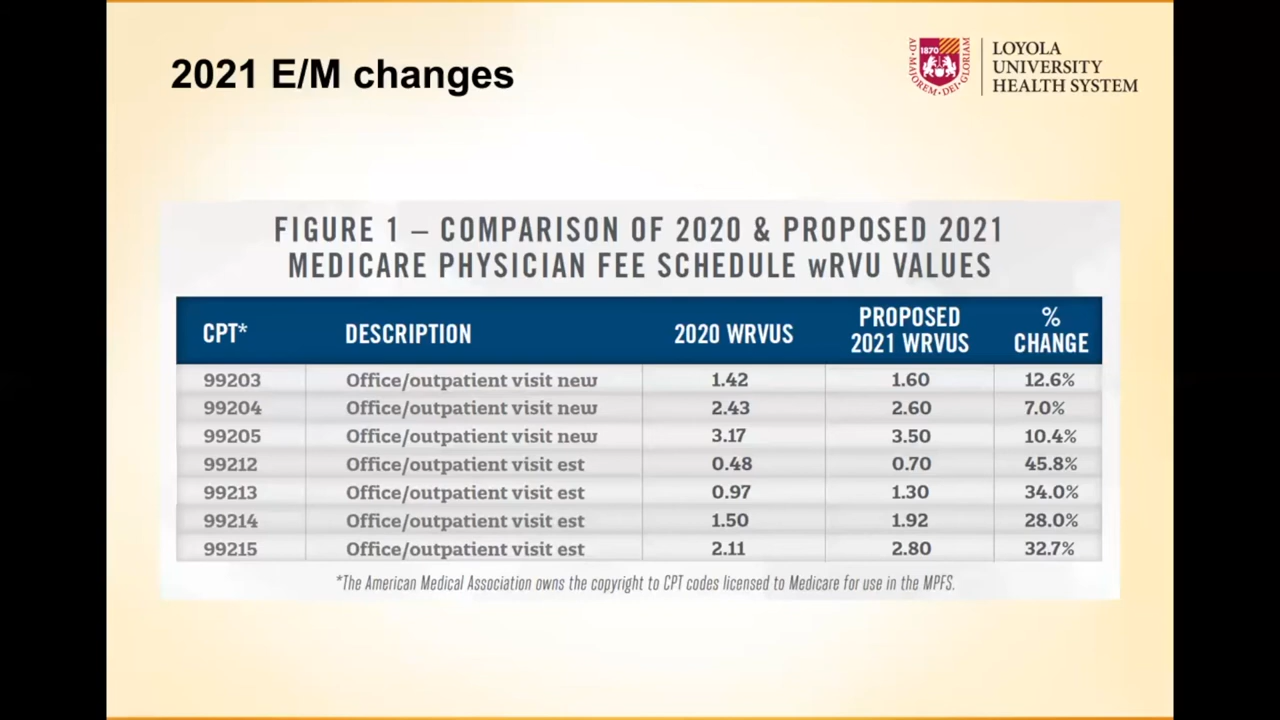 2021 E/M changes
1870
AD•MAJOREM•DEI•GLORIAM
LOYOLA
UNIVERSITY
HEALTH SYSTEM
FIGURE 1 – COMPARISON OF 2020 & PROPOSED 2021
MEDICARE PHYSICIAN FEE SCHEDULE wRVU VALUES
CPT* DESCRIPTION 2020 WRVUS PROPOSED 2021 WRVUS % CHANGE
99203 Office/outpatient visit new 1.42 1.60 12.6%
99204 Office/outpatient visit new 2.43 2.60 7.0%
99205 Office/outpatient visit new 3.17 3.50 10.4%
99212 Office/outpatient visit est 0.48 0.70 45.8%
99213 Office/outpatient visit est 0.97 1.30 34.0%
99214 Office/outpatient visit est 1.50 1.92 28.0%
99215 Office/outpatient visit est 2.11 2.80 32.7%
*The American Medical Association owns the copyright to CPT codes licensed to Medicare for use in the MPFS.